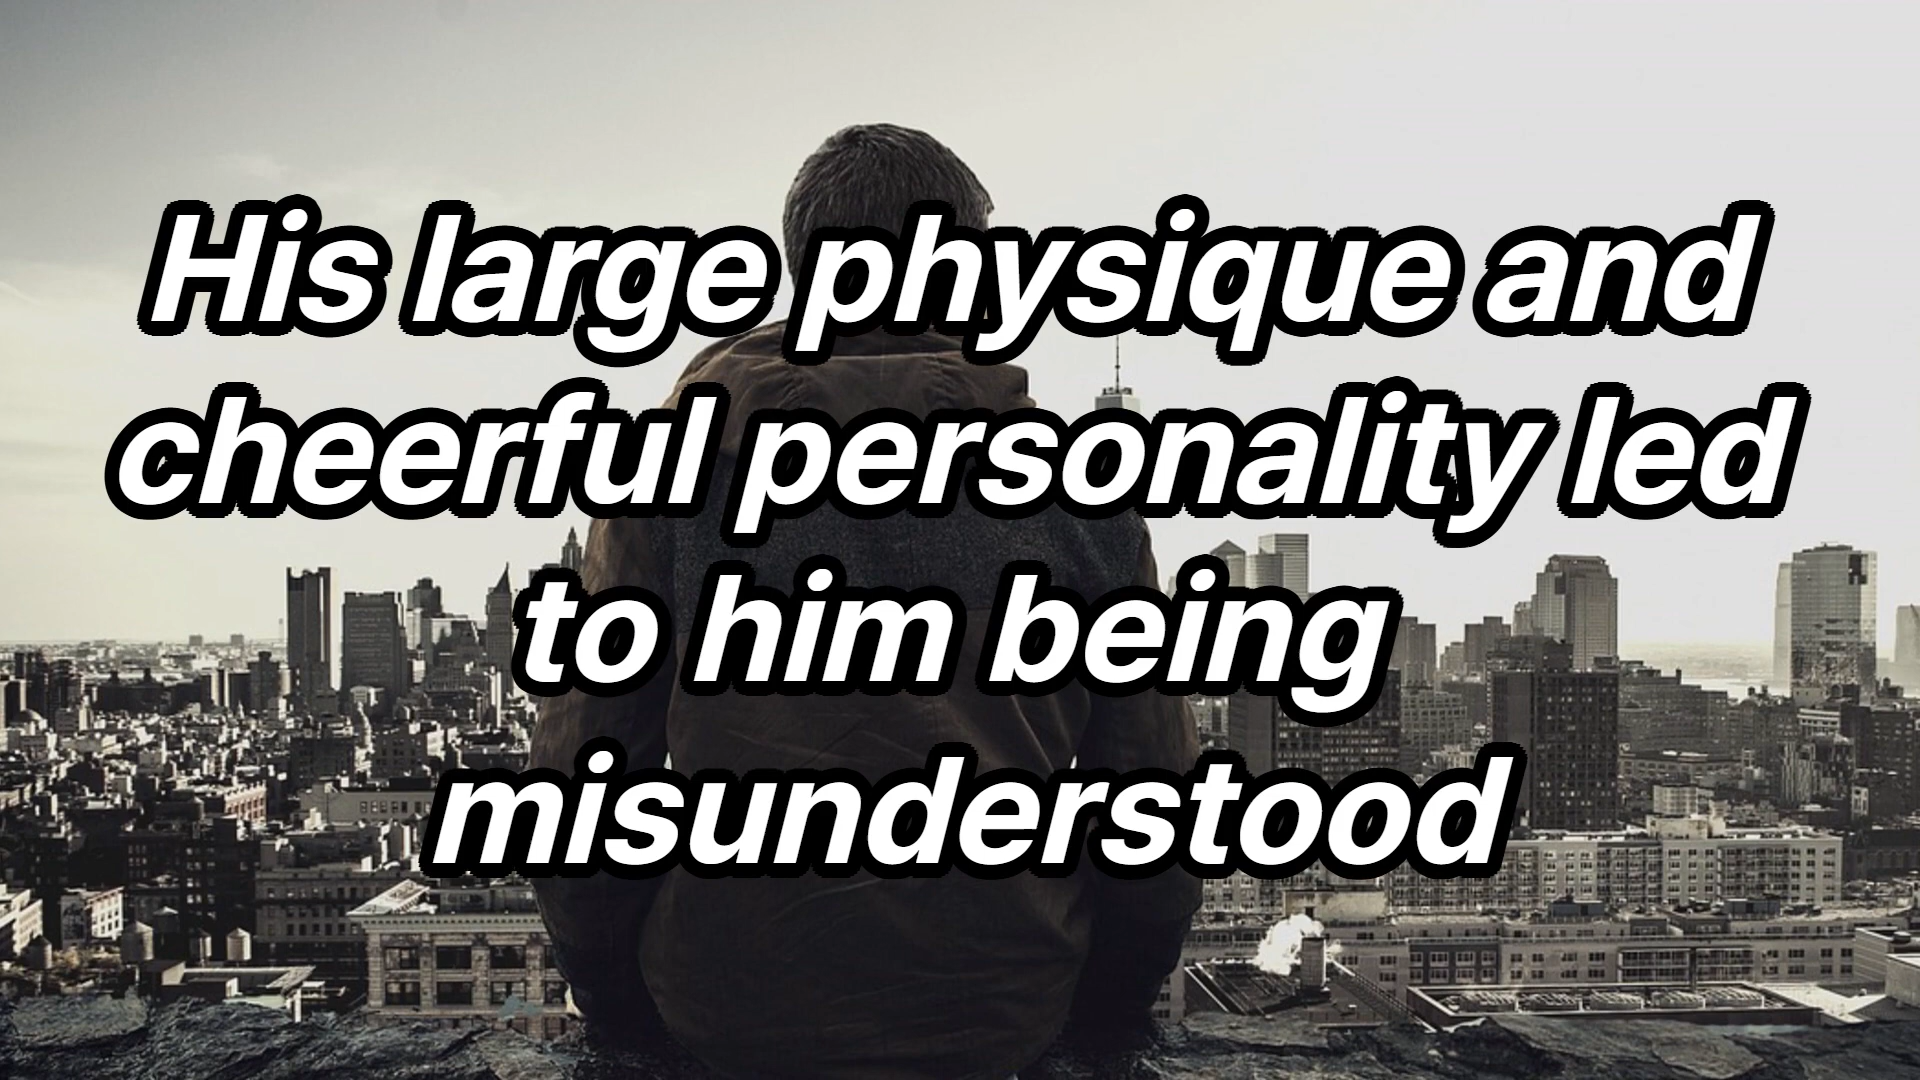 His large physique and
cheerful personality led
to him being
misunderstood